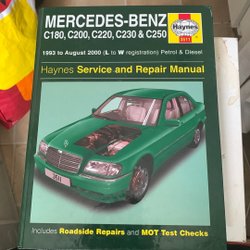 MERCEDES-BENZ
C180, C200, C220, C230 & C250
Haynes
3511
1993 to August 2000 (L to W registration) Petrol & Diesel
Haynes Service and Repair Manual
Includes Roadside Repairs and MOT Test Checks